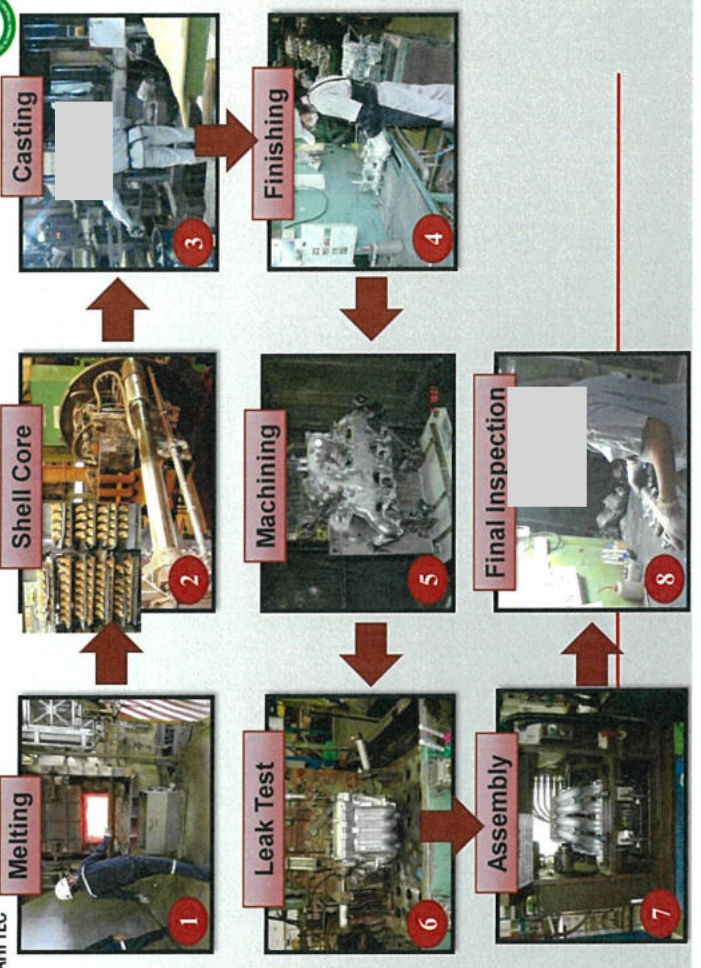 Melting
1
Shell Core
2
Casting
3
Finishing
4
Machining
5
Leak Test
6
Assembly
7
Final Inspection
8